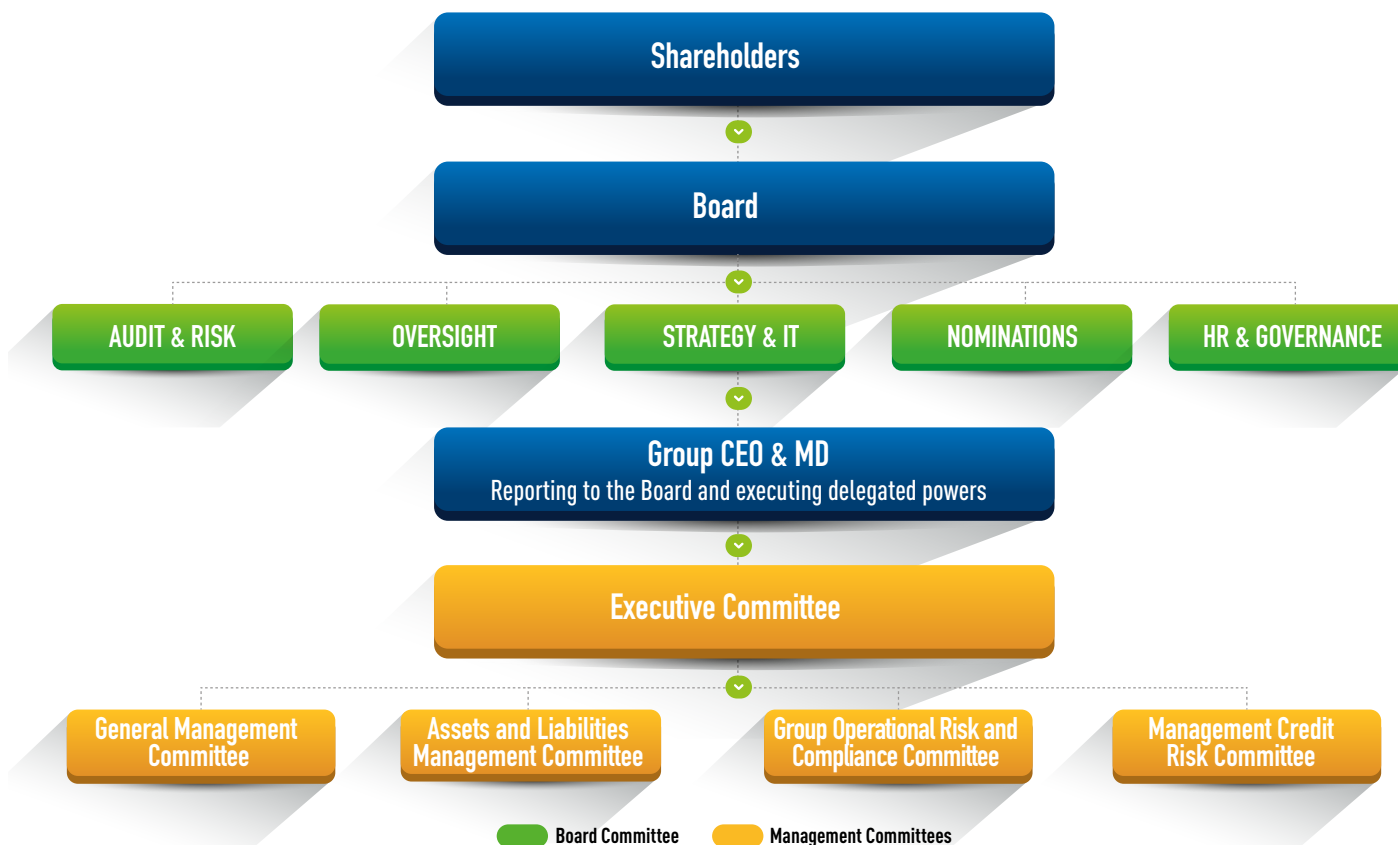 Shareholders
Board
AUDIT & RISK
OVERSIGHT
STRATEGY & IT
NOMINATIONS
HR & GOVERNANCE
Group CEO & MD
Reporting to the Board and executing delegated powers
Executive Committee
General Management
Committee
Assets and Liabilities
Management Committee
Group Operational Risk and
Compliance Committee
Management Credit
Risk Committee
Board Committee
Management Committees